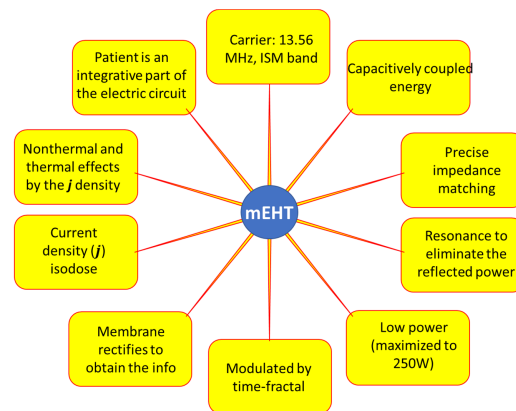 Carrier: 13.56
MHz, ISM band
Patient is an
integrative part of
the electric circuit
Capacitively coupled
energy
Nonthermal and
thermal effects
by the j density
Precise
impedance
matching
mEHT
Current
density (j)
isodose
Resonance to
eliminate the
reflected power
Membrane
rectifies to
obtain the info
Modulated by
time-fractal
Low power
(maximized to
250W)